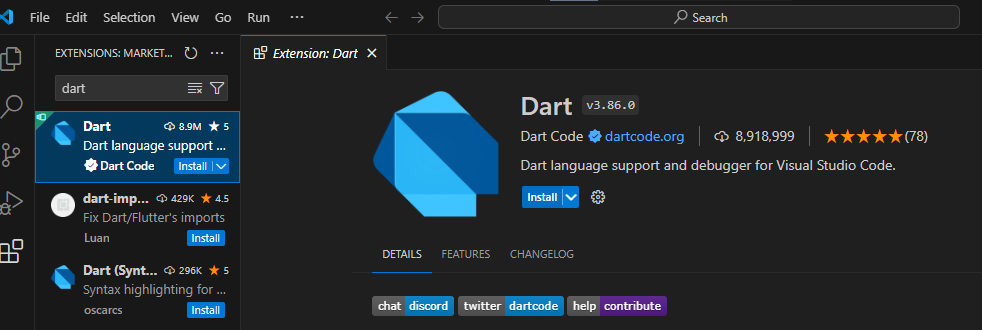 File Edit Selection View Go Run ··· Search
EXTENSIONS: MARKET... ···
Extension: Dart
dart
Dart 8.9M 5
Dart language support ...
Dart Code Install
dart-imp... 429K 4.5
Fix Dart/Flutter's imports
Luan Install
Dart (Synt... 296K 5
Syntax highlighting for ...
oscarcs Install
Dart v3.86.0
Dart Code dartcode.org 8,918,999 (78)
Dart language support and debugger for Visual Studio Code.
Install
DETAILS FEATURES CHANGELOG
chat discord twitter dartcode help contribute